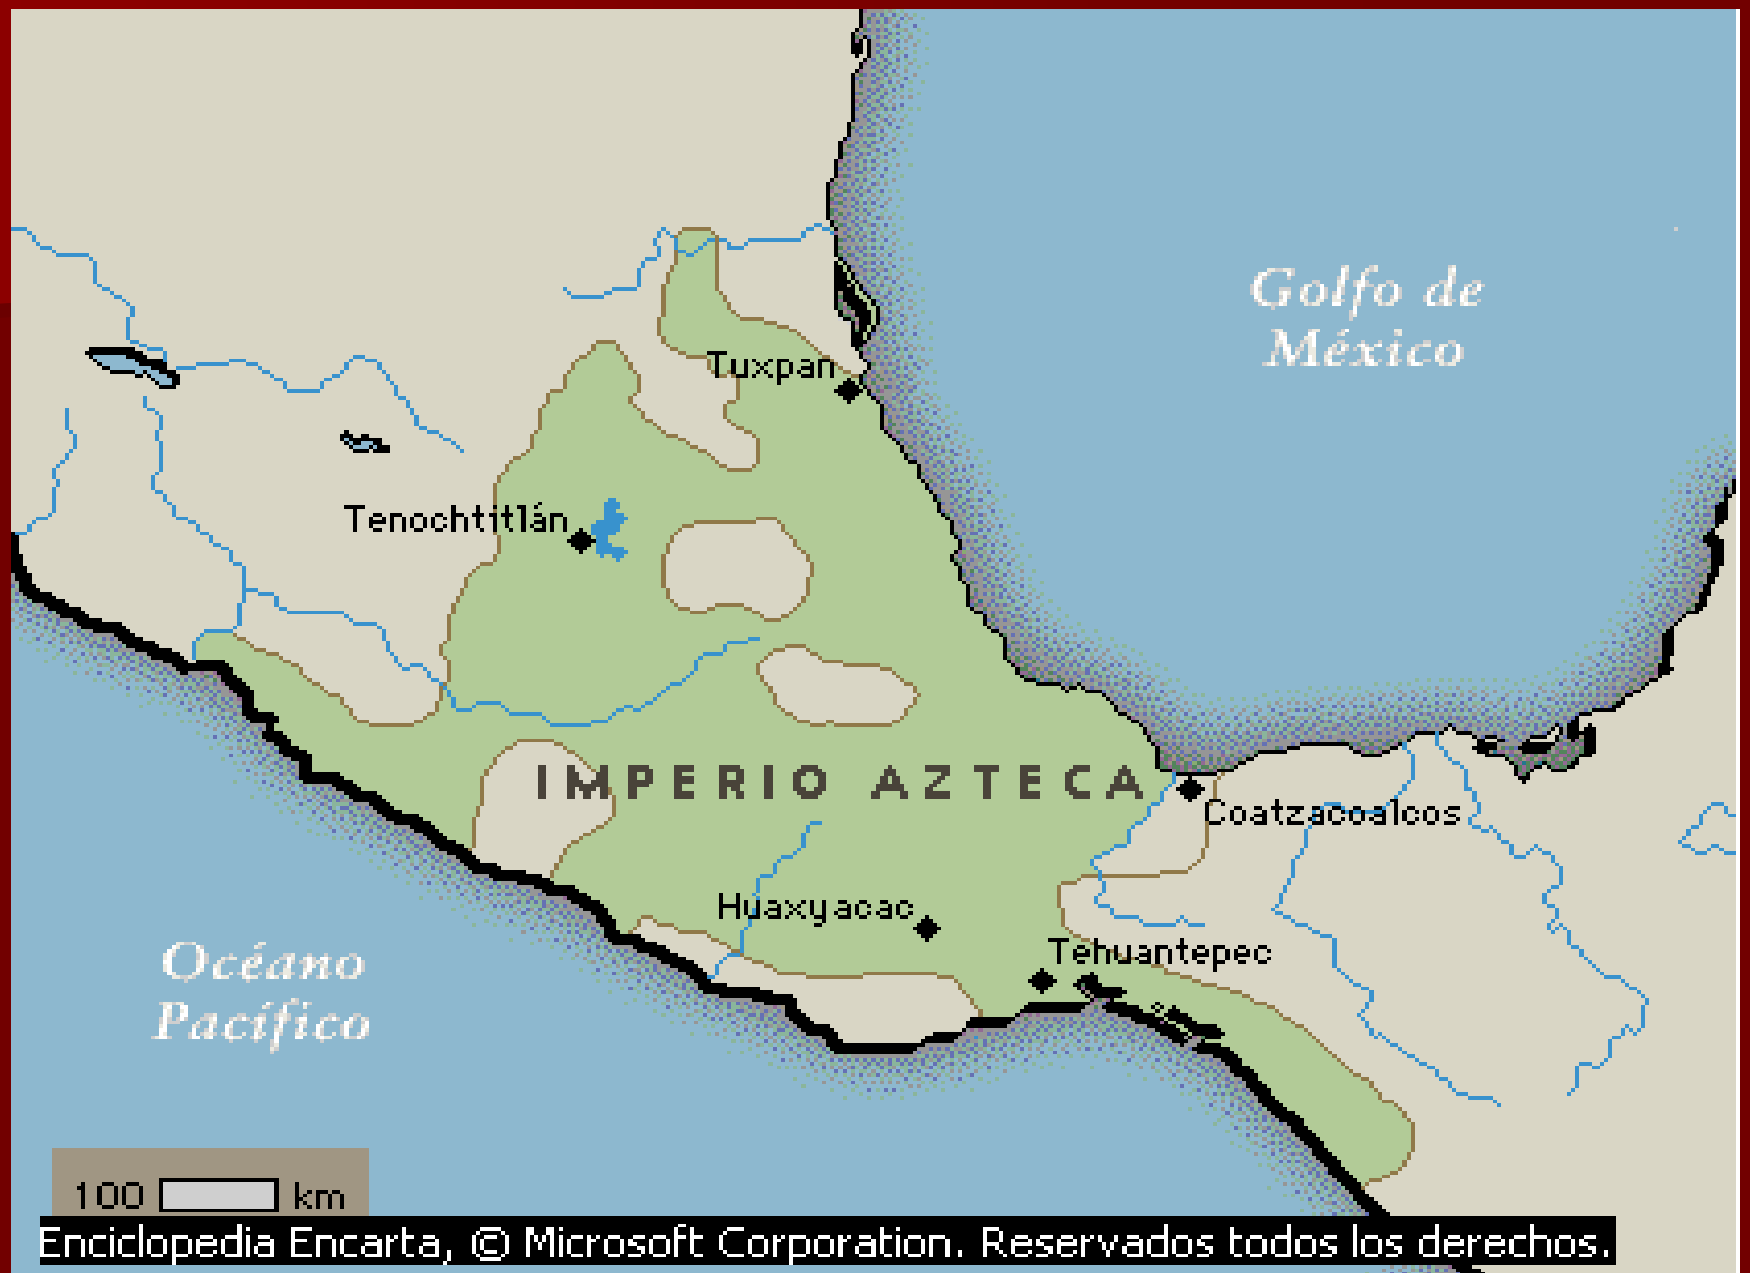 Golfo de
México
Tuxpan
Tenochtitlán
IMPERIO AZTECA
Coatzacoalcos
Huaxyacac
Tehuantepec
Océano
Pacífico
100 km
Enciclopedia Encarta, © Microsoft Corporation. Reservados todos los derechos.